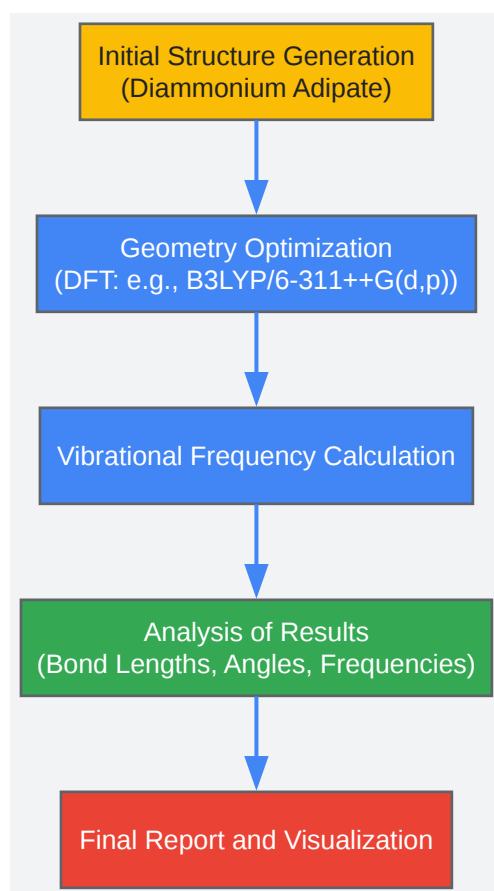 Initial Structure Generation
(Diammonium Adipate)
Geometry Optimization
(DFT: e.g., B3LYP/6-311++G(d,p))
Vibrational Frequency Calculation
Analysis of Results
(Bond Lengths, Angles, Frequencies)
Final Report and Visualization